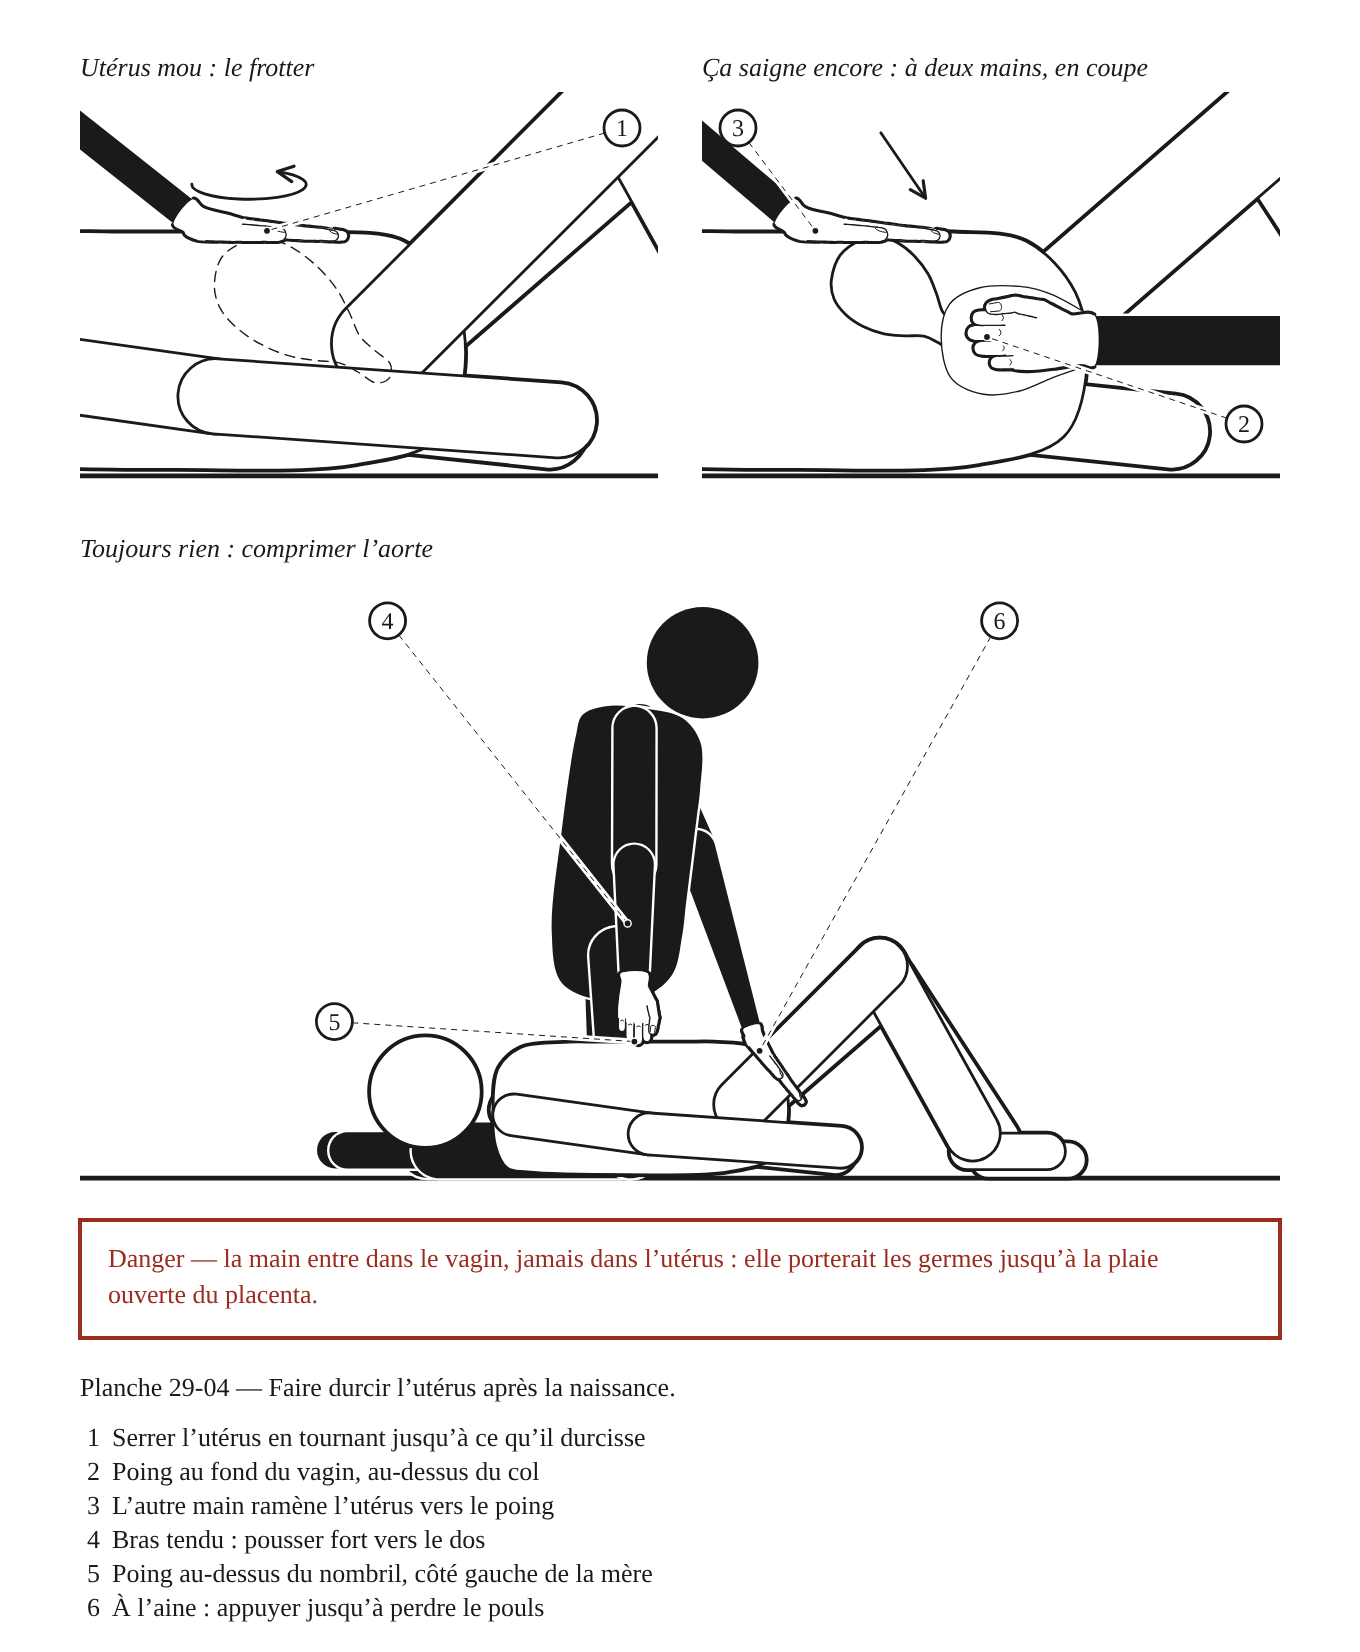 Utérus mou : le frotter
Ça saigne encore : à deux mains, en coupe
1
3
2
Toujours rien : comprimer l’aorte
4
6
5
Danger — la main entre dans le vagin, jamais dans l’utérus : elle porterait les germes jusqu’à la plaie
ouverte du placenta.
Planche 29-04 — Faire durcir l’utérus après la naissance.
1 Serrer l’utérus en tournant jusqu’à ce qu’il durcisse
2 Poing au fond du vagin, au-dessus du col
3 L’autre main ramène l’utérus vers le poing
4 Bras tendu : pousser fort vers le dos
5 Poing au-dessus du nombril, côté gauche de la mère
6 À l’aine : appuyer jusqu’à perdre le pouls